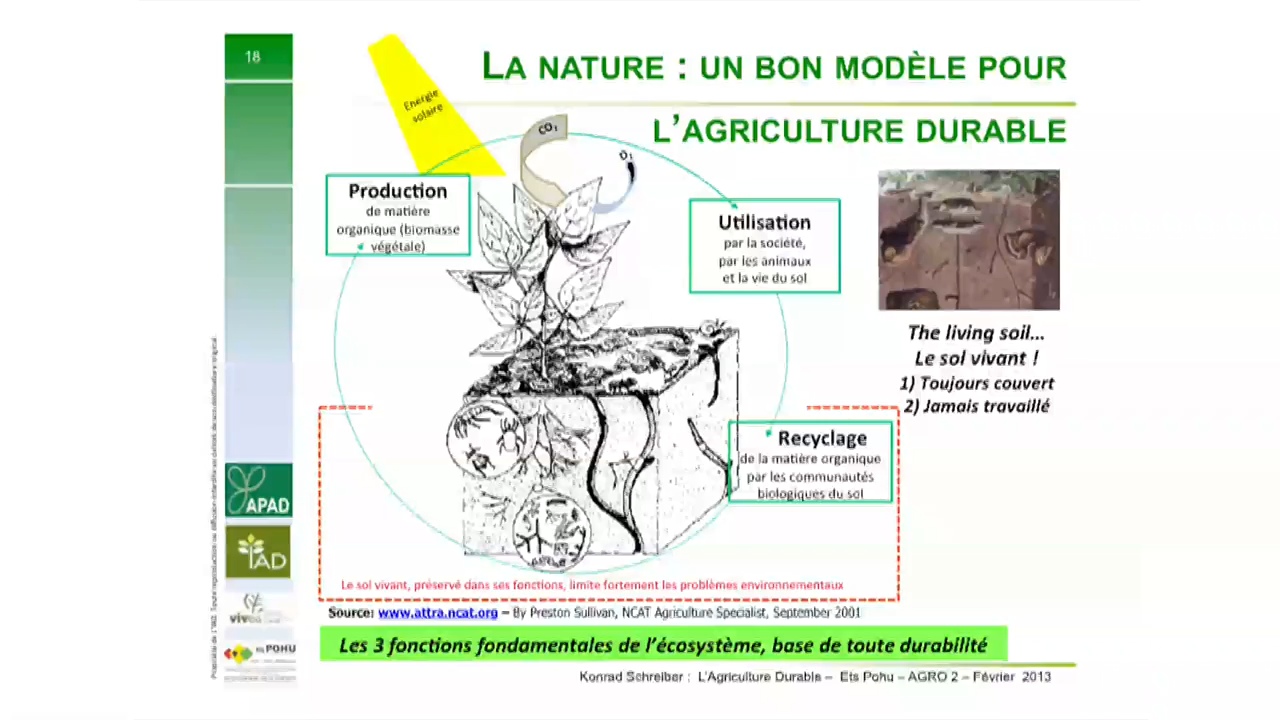 18
LA NATURE : UN BON MODÈLE POUR
L'AGRICULTURE DURABLE
Energie
solaire
CO₂
O₂
Production
de matière
organique (biomasse
végétale)
Utilisation
par la société,
par les animaux
et la vie du sol
The living soil...
Le sol vivant !
1) Toujours couvert
2) Jamais travaillé
Recyclage
de la matière organique
par les communautés
biologiques du sol
APAD
IAD
Ets POHU
Le sol vivant, préservé dans ses fonctions, limite fortement les problèmes environnementaux
Source: www.attra.ncat.org – By Preston Sullivan, NCAT Agriculture Specialist, September 2001
Les 3 fonctions fondamentales de l'écosystème, base de toute durabilité
Konrad Schreiber : L'Agriculture Durable – Ets Pohu – AGRO 2 – Février 2013